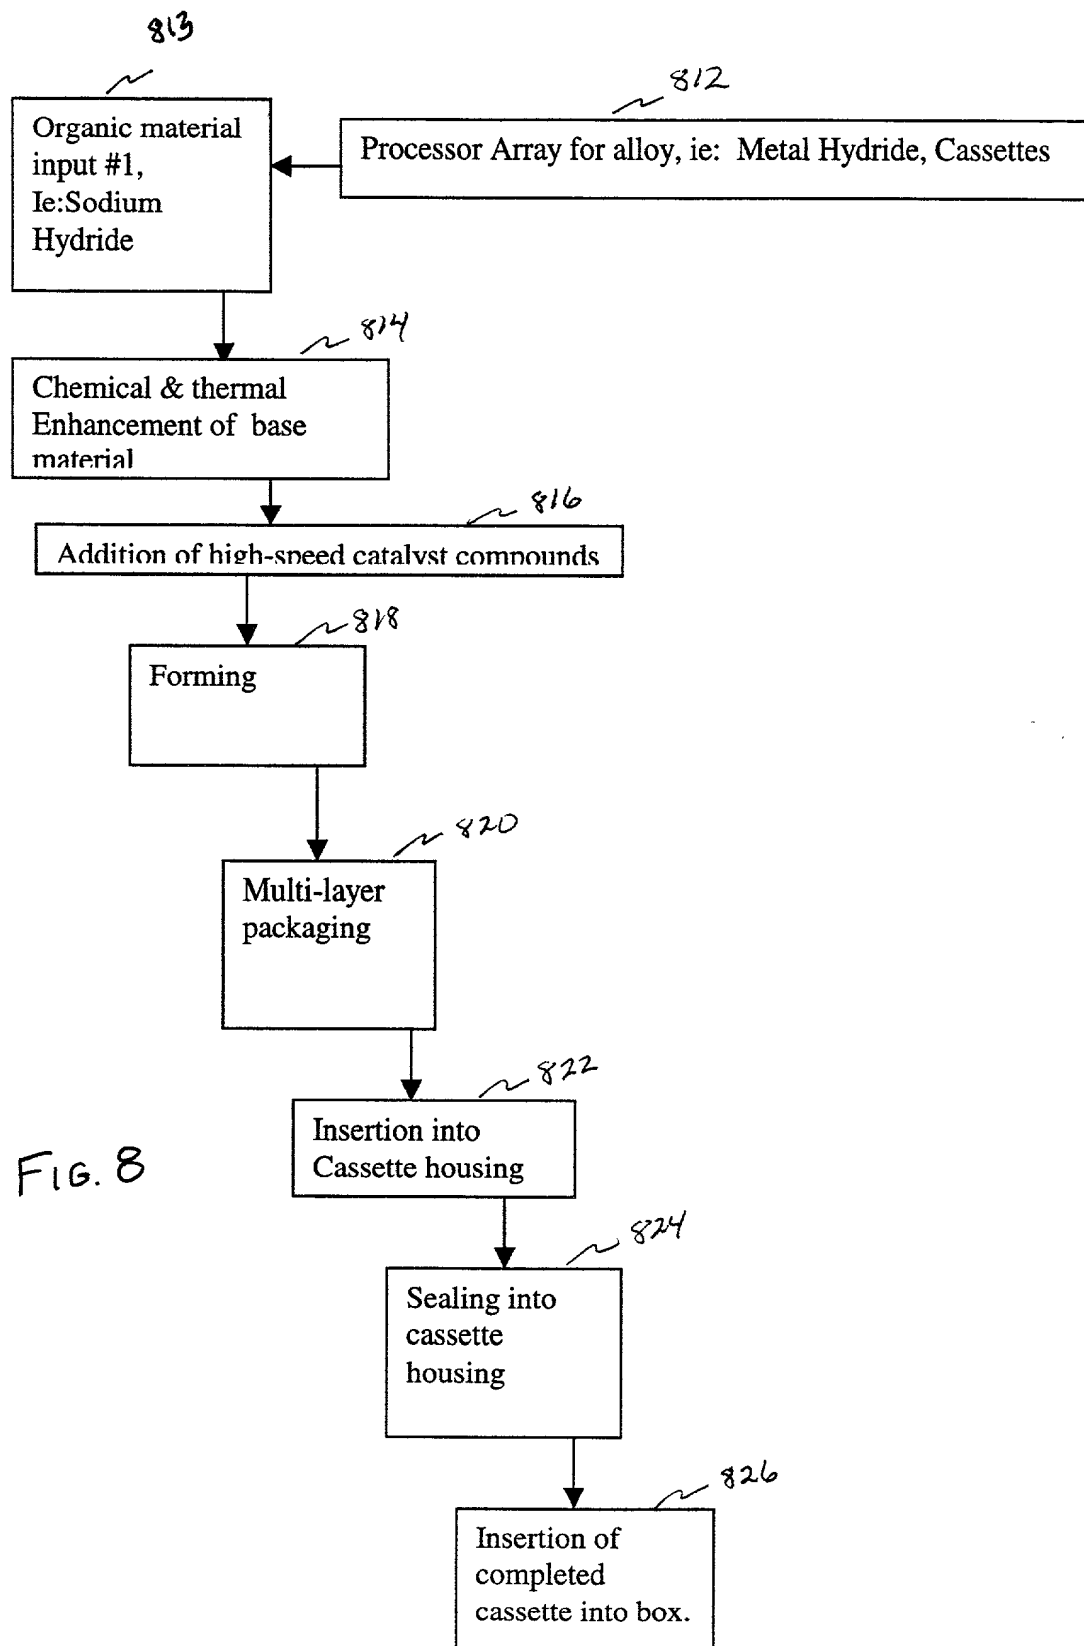 813
812
Organic material
input #1,
Ie:Sodium
Hydride
Processor Array for alloy, ie: Metal Hydride, Cassettes
814
Chemical & thermal
Enhancement of base
material
816
Addition of high-speed catalyst compounds
818
Forming
820
Multi-layer
packaging
822
Insertion into
Cassette housing
FIG. 8
824
Sealing into
cassette
housing
826
Insertion of
completed
cassette into box.